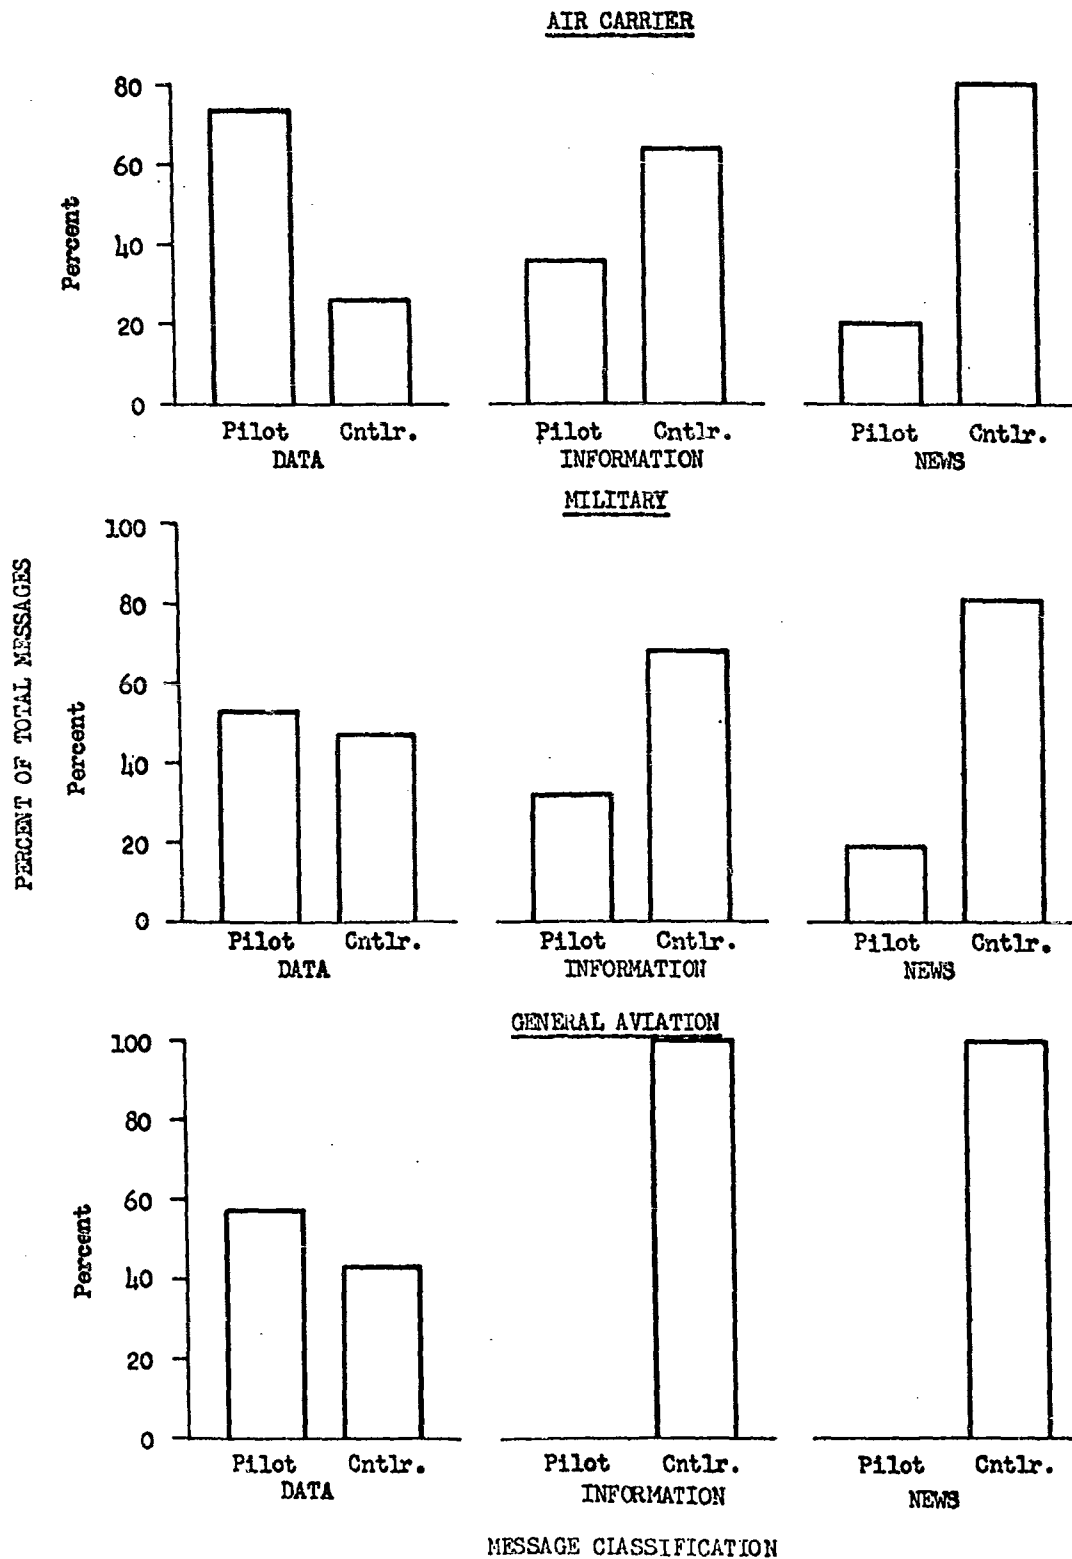 AIR CARRIER
80
60
40
20
0
Percent
Pilot Cntlr.
DATA
Pilot Cntlr.
INFORMATION
Pilot Cntlr.
NEWS
PERCENT OF TOTAL MESSAGES
MILITARY
100
80
60
40
20
0
Percent
Pilot Cntlr.
DATA
Pilot Cntlr.
INFORMATION
Pilot Cntlr.
NEWS
GENERAL AVIATION
100
80
60
40
20
0
Percent
Pilot Cntlr.
DATA
Pilot Cntlr.
INFORMATION
Pilot Cntlr.
NEWS
MESSAGE CLASSIFICATION